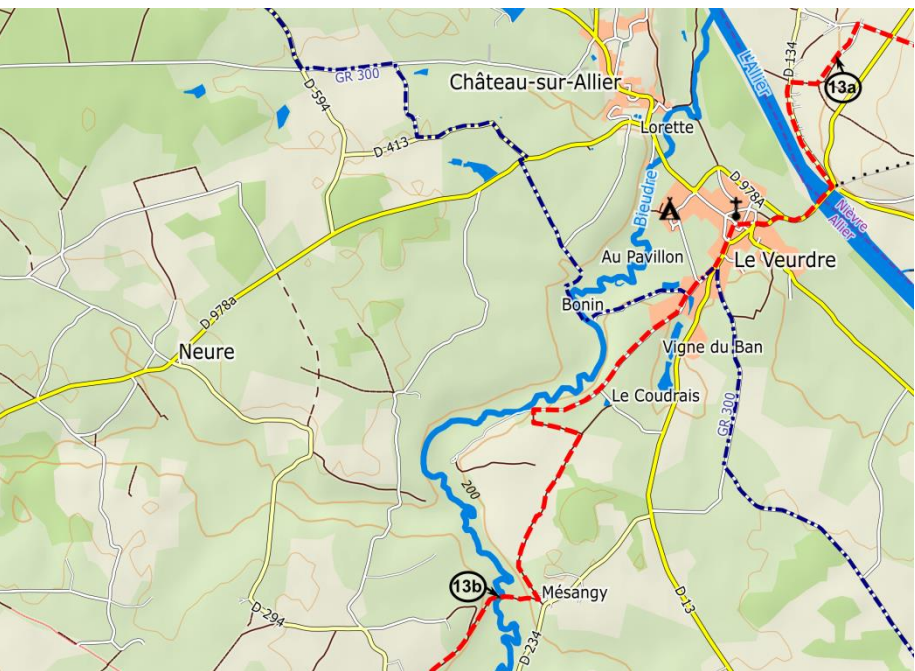 GR 300
D 594
Château-sur-Allier
L'Allier
D 134
13a
D 413
Lorette
Bieudre
D 978A
Nièvre
Allier
Au Pavillon
Le Veurdre
Bonin
D 978a
Neure
Vigne du Ban
Le Coudrais
GR 300
200
13b
Mésangy
D 294
D 234
D 13